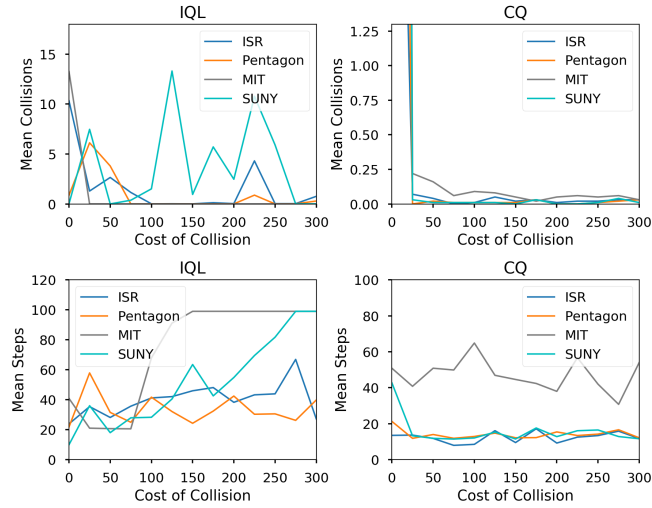 IQL
Mean Collisions
15
10
5
0
ISR
Pentagon
MIT
SUNY
0 50 100 150 200 250 300
Cost of Collision
CQ
Mean Collisions
1.25
1.00
0.75
0.50
0.25
0.00
ISR
Pentagon
MIT
SUNY
0 50 100 150 200 250 300
Cost of Collision
IQL
Mean Steps
120
100
80
60
40
20
0
ISR
Pentagon
MIT
SUNY
0 50 100 150 200 250 300
Cost of Collision
CQ
Mean Steps
100
80
60
40
20
0
ISR
Pentagon
MIT
SUNY
0 50 100 150 200 250 300
Cost of Collision